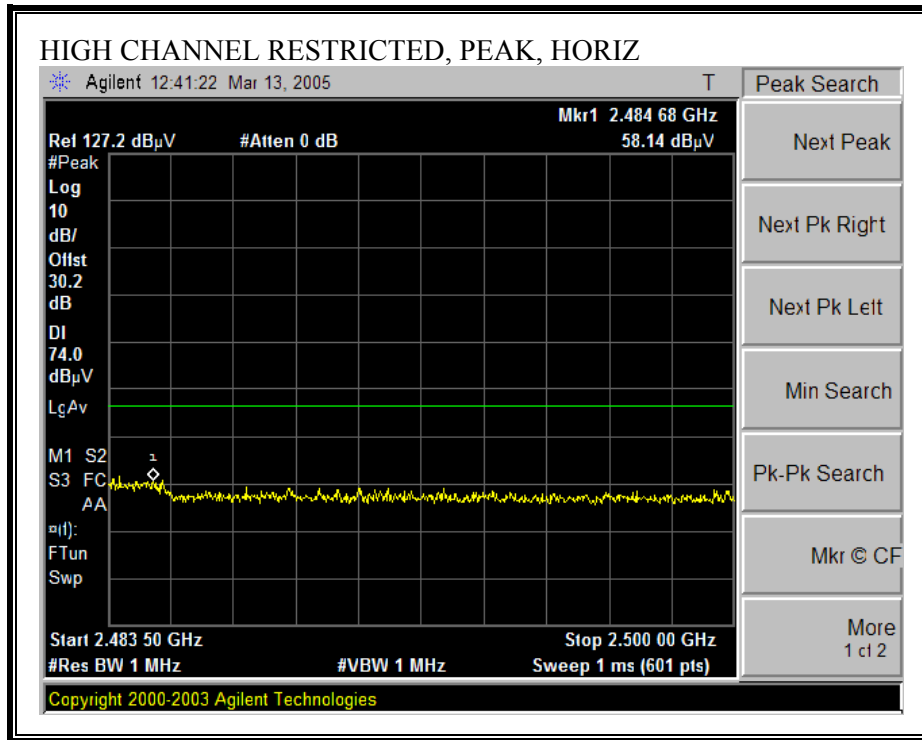 HIGH CHANNEL RESTRICTED, PEAK, HORIZ
Agilent 12:41:22 Mar 13, 2005 T
Peak Search
Mkr1 2.484 68 GHz
Ref 127.2 dBµV #Atten 0 dB 58.14 dBµV
Next Peak
#Peak
Log
10
dB/
Next Pk Right
Offst
30.2
dB
Next Pk Left
DI
74.0
dBµV
Min Search
LgAv
M1 S2
1
S3 FC
Pk-Pk Search
AA
¤(f):
FTun
Mkr © CF
Swp
Start 2.483 50 GHz Stop 2.500 00 GHz
More
1 of 2
#Res BW 1 MHz #VBW 1 MHz Sweep 1 ms (601 pts)
Copyright 2000-2003 Agilent Technologies